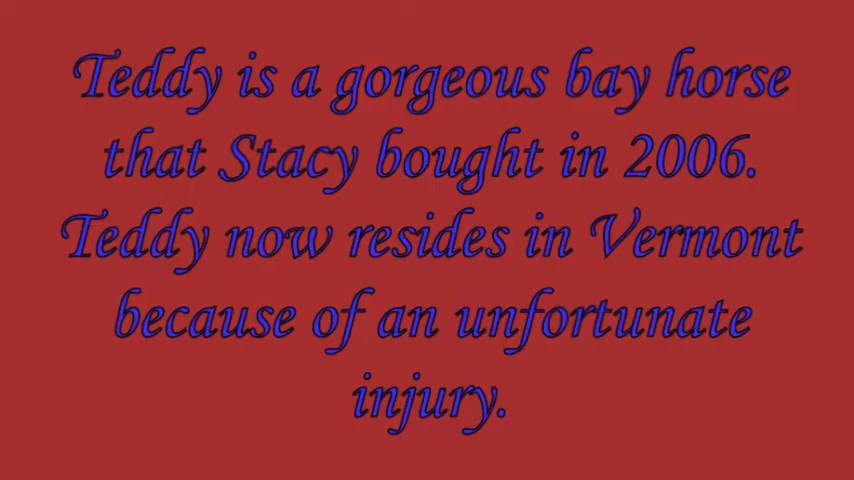 Teddy is a gorgeous bay horse
that Stacy bought in 2006.
Teddy now resides in Vermont
because of an unfortunate
injury.